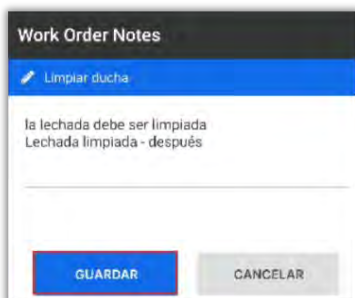 Work Order Notes
Limpiar ducha
la lechada debe ser limpiada
Lechada limpiada - después
GUARDAR
CANCELAR